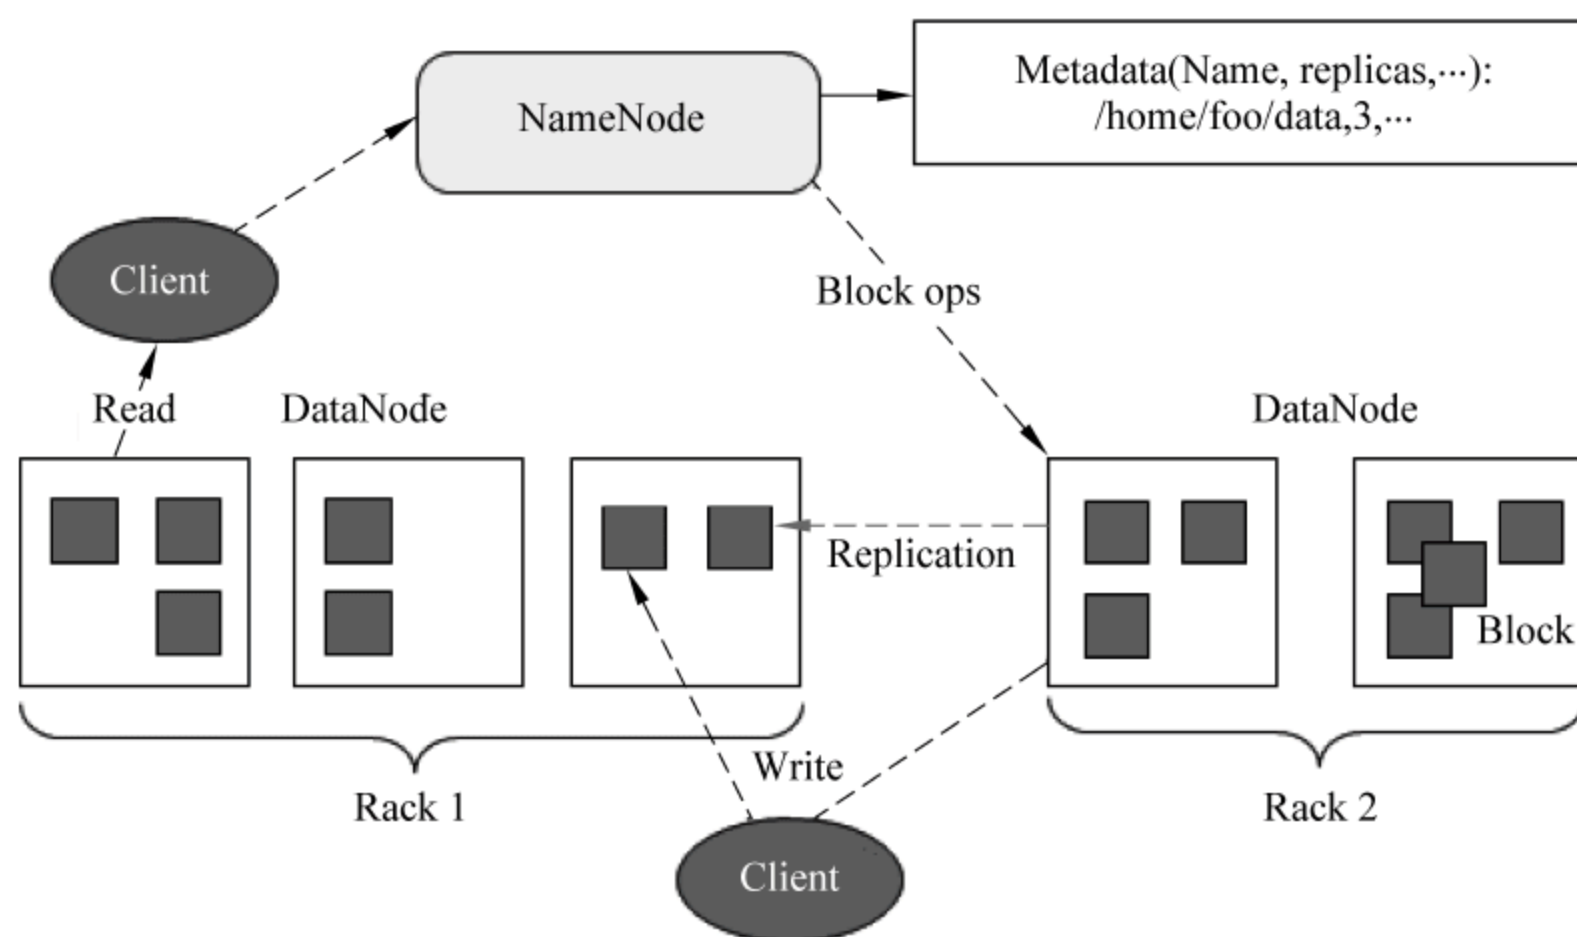 Metadata(Name, replicas,···):
/home/foo/data,3,···
NameNode
Client
Block ops
Read
DataNode
DataNode
Replication
Block
Write
Rack 1
Rack 2
Client